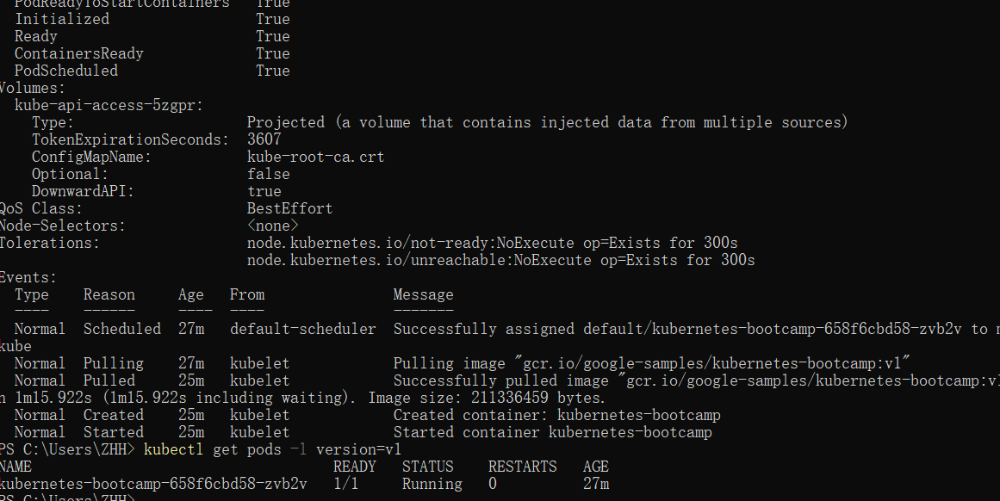 PodReadyToStartContainers   True
Initialized                 True
Ready                       True
ContainersReady             True
PodScheduled                True
Volumes:
kube-api-access-5zgpr:
Type:                    Projected (a volume that contains injected data from multiple sources)
TokenExpirationSeconds:  3607
ConfigMapName:           kube-root-ca.crt
Optional:                false
DownwardAPI:             true
QoS Class:                   BestEffort
Node-Selectors:              <none>
Tolerations:                 node.kubernetes.io/not-ready:NoExecute op=Exists for 300s
node.kubernetes.io/unreachable:NoExecute op=Exists for 300s
Events:
Type    Reason     Age   From               Message
----    ------     ----  ----               -------
Normal  Scheduled  27m   default-scheduler  Successfully assigned default/kubernetes-bootcamp-658f6cbd58-zvb2v to
kube
Normal  Pulling    27m   kubelet            Pulling image "gcr.io/google-samples/kubernetes-bootcamp:v1"
Normal  Pulled     25m   kubelet            Successfully pulled image "gcr.io/google-samples/kubernetes-bootcamp:v1
n 1m15.922s (1m15.922s including waiting). Image size: 211336459 bytes.
Normal  Created    25m   kubelet            Created container: kubernetes-bootcamp
Normal  Started    25m   kubelet            Started container kubernetes-bootcamp
PS C:\Users\ZHH> kubectl get pods -l version=v1
NAME                                   READY   STATUS    RESTARTS   AGE
kubernetes-bootcamp-658f6cbd58-zvb2v   1/1     Running   0          27m
PS C:\Users\ZHH>